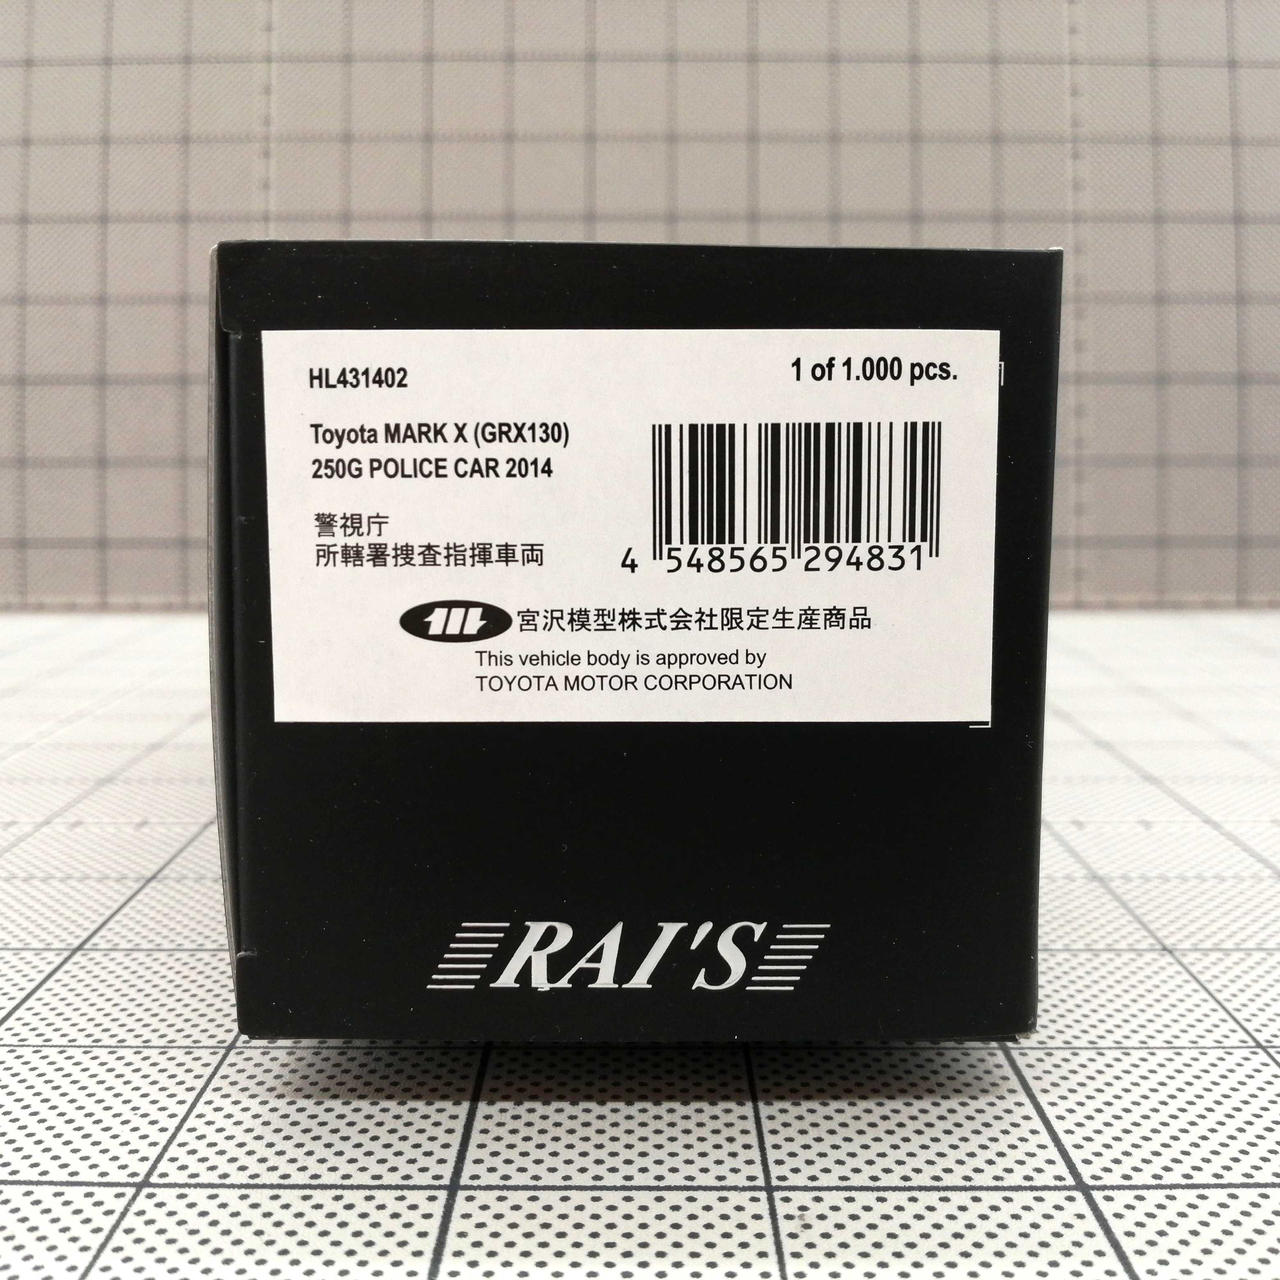 HL431402
1 of 1.000 pcs.
Toyota MARK X (GRX130)
250G POLICE CAR 2014
警視庁
所轄署捜査指揮車両
4 548565 294831
宮沢模型株式会社限定生産商品
This vehicle body is approved by
TOYOTA MOTOR CORPORATION
RAI'S